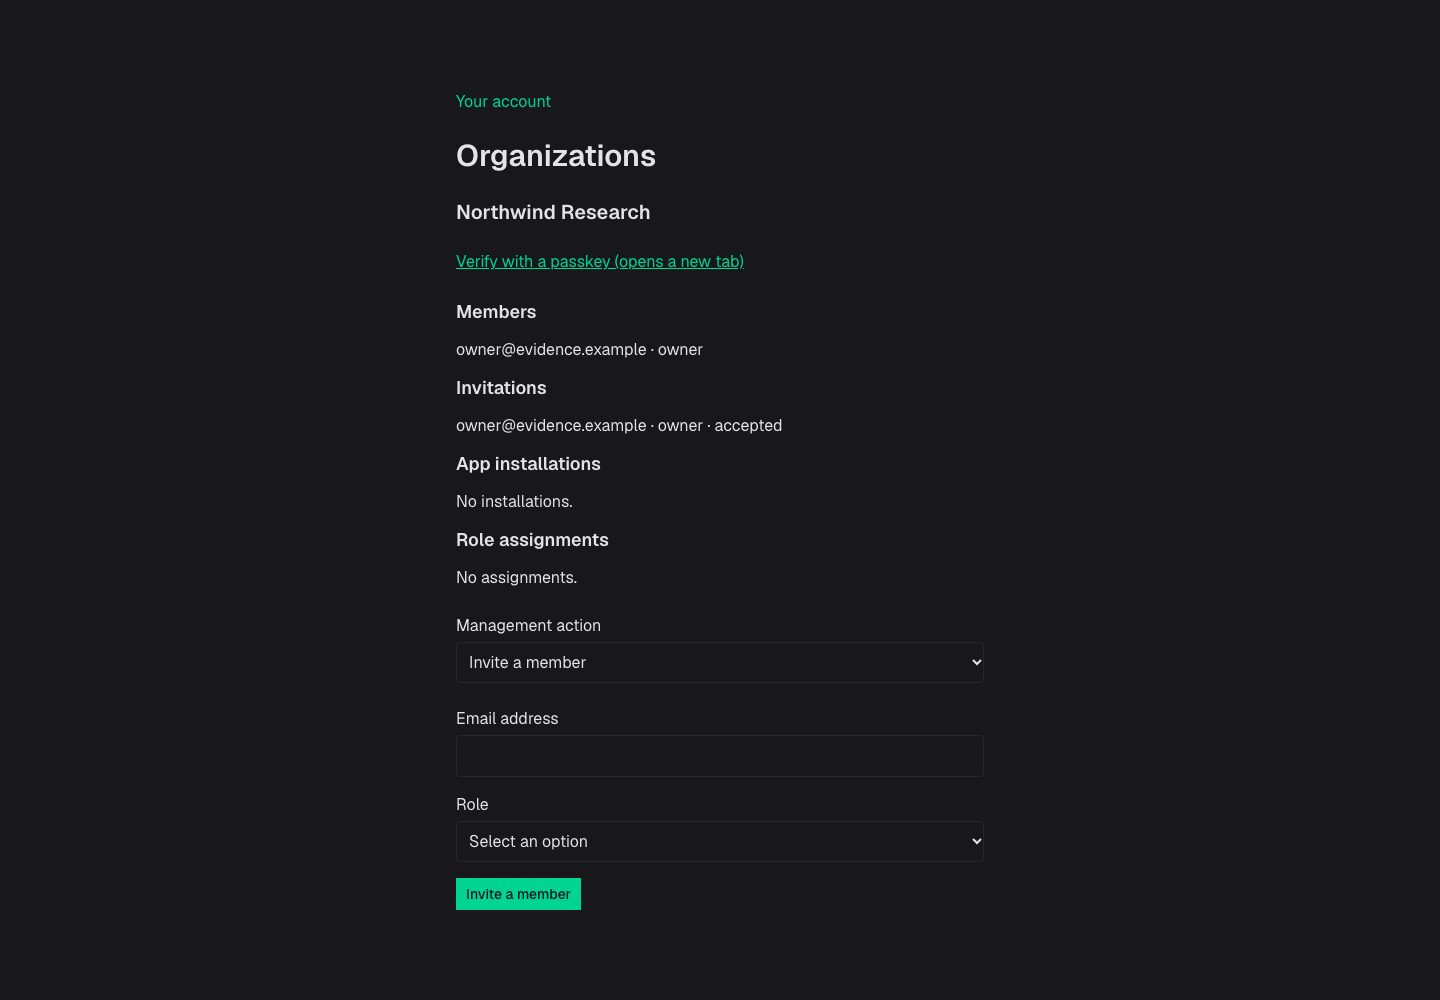 Your account
Organizations
Northwind Research
Verify with a passkey (opens a new tab)
Members
owner@evidence.example · owner
Invitations
owner@evidence.example · owner · accepted
App installations
No installations.
Role assignments
No assignments.
Management action
Invite a member
Email address
Role
Select an option
Invite a member